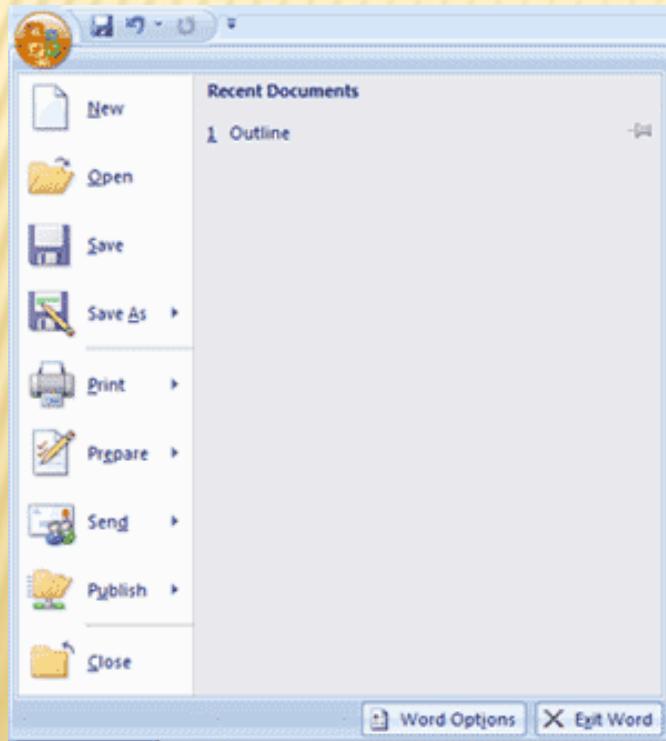 New
Open
Save
Save As
Print
Prepare
Send
Publish
Close
Recent Documents
1 Outline
Word Options
Exit Word